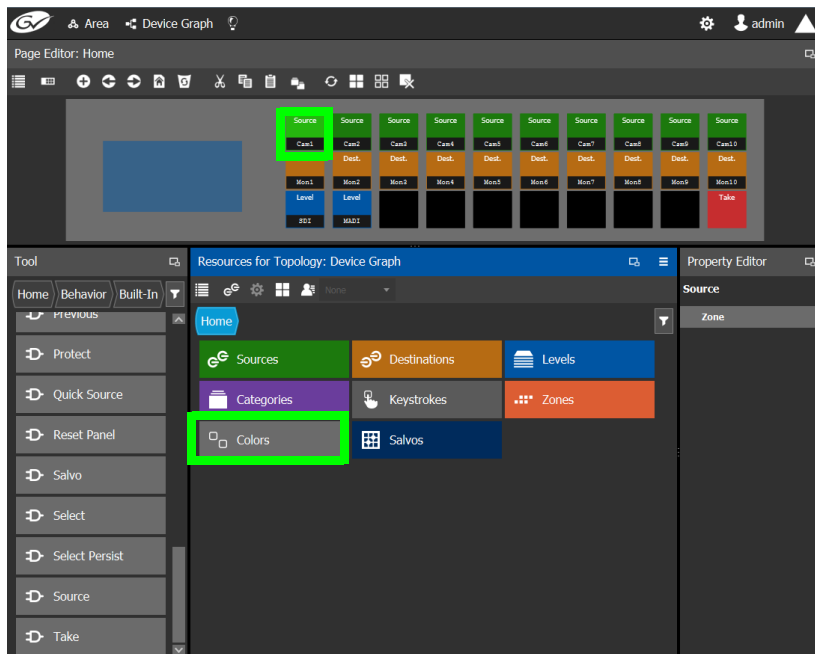 GV Area Device Graph admin
Page Editor: Home
Source Source Source Source Source Source Source Source Source Source
Cam1 Cam2 Cam3 Cam4 Cam5 Cam6 Cam7 Cam8 Cam9 Cam10
Dest. Dest. Dest. Dest. Dest. Dest. Dest. Dest. Dest.
Mon1 Mon2 Mon3 Mon4 Mon5 Mon6 Mon7 Mon8 Mon9 Mon10
Level Level Take
SDI MADI
Tool
Home Behavior Built-In
Previous
Protect
Quick Source
Reset Panel
Salvo
Select
Select Persist
Source
Take
Resources for Topology: Device Graph
None
Home
Sources Destinations Levels
Categories Keystrokes Zones
Colors Salvos
Property Editor
Source
Zone